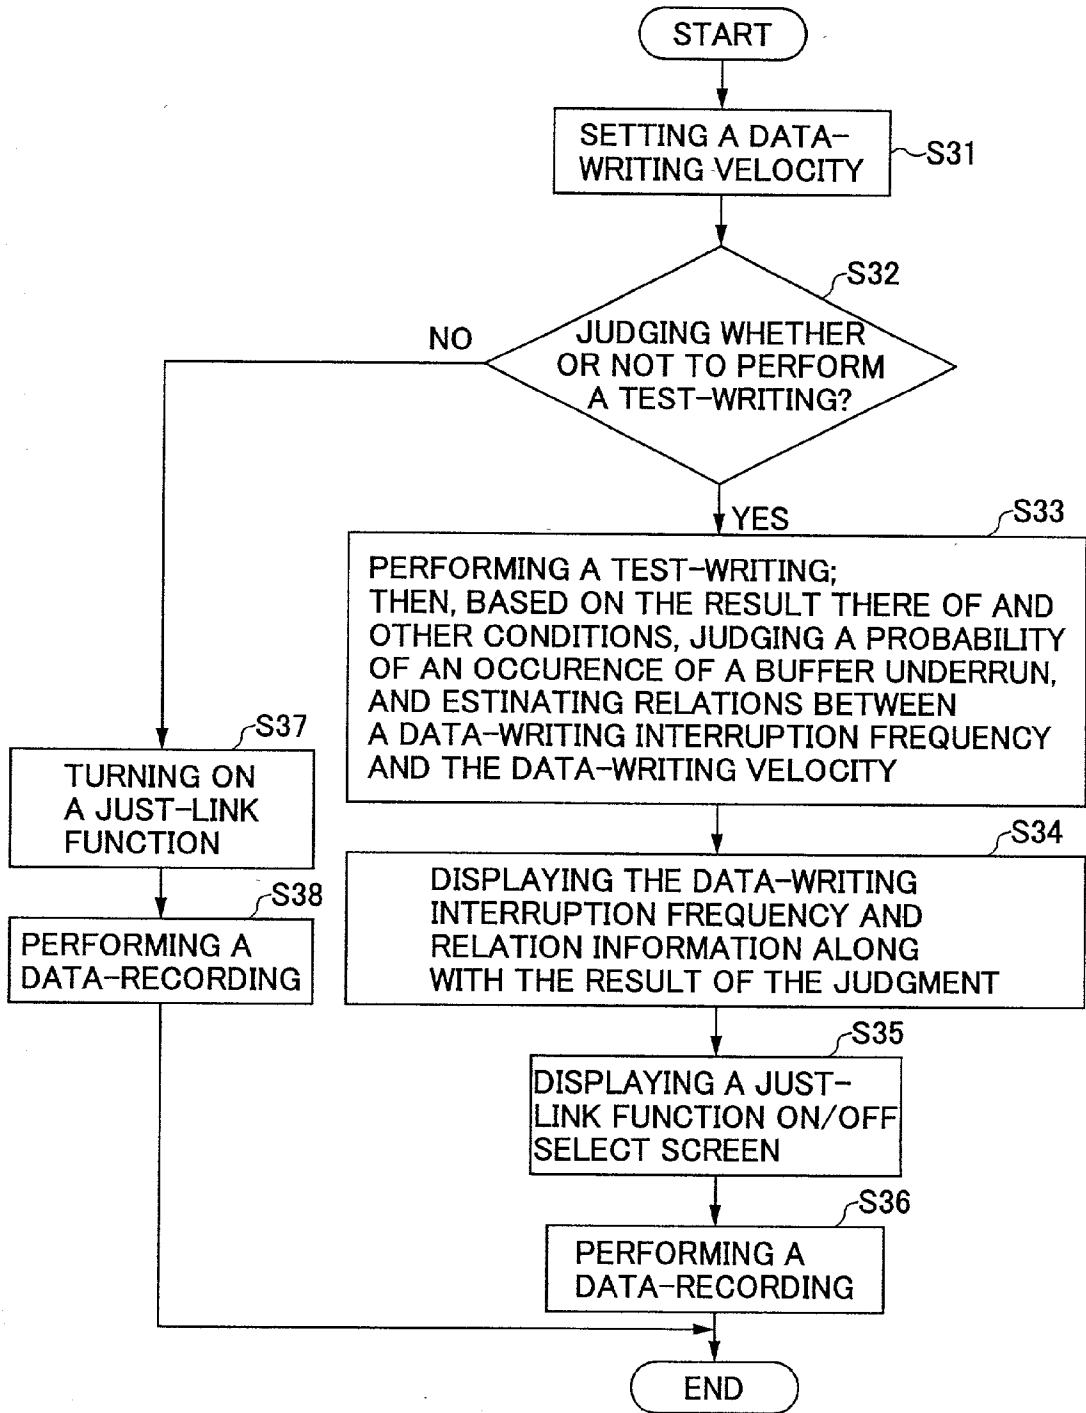 START
SETTING A DATA-
WRITING VELOCITY
S31
S32
JUDGING WHETHER
OR NOT TO PERFORM
A TEST-WRITING?
NO
YES
S33
PERFORMING A TEST-WRITING;
THEN, BASED ON THE RESULT THERE OF AND
OTHER CONDITIONS, JUDGING A PROBABILITY
OF AN OCCURENCE OF A BUFFER UNDERRUN,
AND ESTINATING RELATIONS BETWEEN
A DATA-WRITING INTERRUPTION FREQUENCY
AND THE DATA-WRITING VELOCITY
S37
TURNING ON
A JUST-LINK
FUNCTION
S34
DISPLAYING THE DATA-WRITING
INTERRUPTION FREQUENCY AND
RELATION INFORMATION ALONG
WITH THE RESULT OF THE JUDGMENT
S38
PERFORMING A
DATA-RECORDING
S35
DISPLAYING A JUST-
LINK FUNCTION ON/OFF
SELECT SCREEN
S36
PERFORMING A
DATA-RECORDING
END